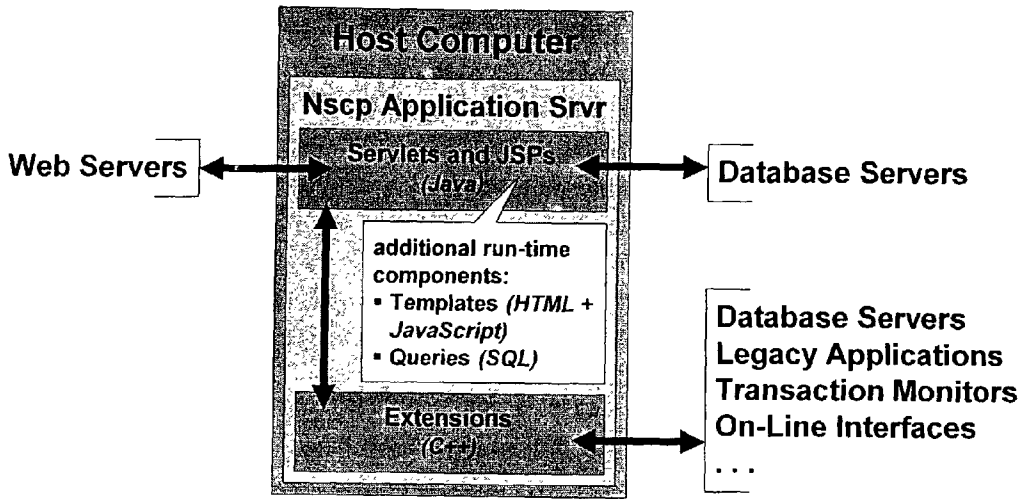 Host Computer
Nscp Application Srvr
Servlets and JSPs
(Java)
Web Servers
Database Servers
additional run-time
components:
▪ Templates (HTML +
JavaScript)
▪ Queries (SQL)
Extensions
(C++)
Database Servers
Legacy Applications
Transaction Monitors
On-Line Interfaces
. . .